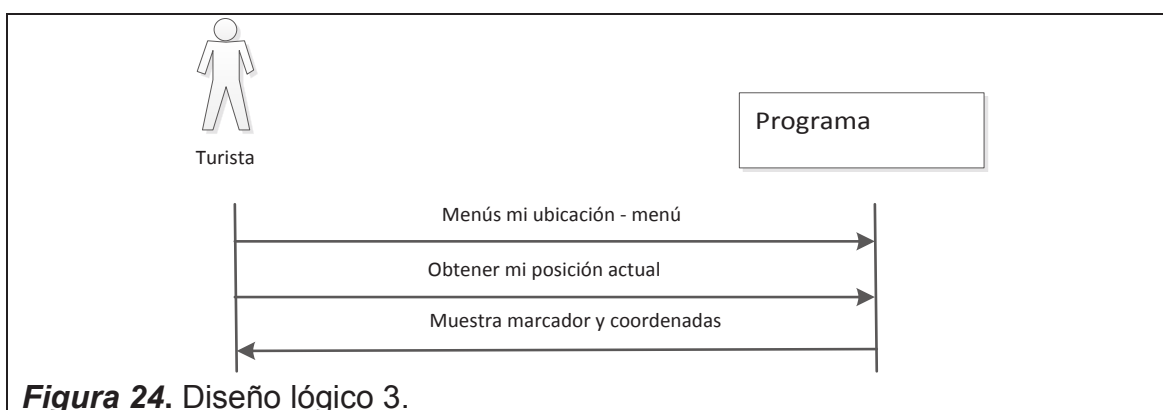 Turista
Programa
Menús mi ubicación - menú
Obtener mi posición actual
Muestra marcador y coordenadas
Figura 24. Diseño lógico 3.